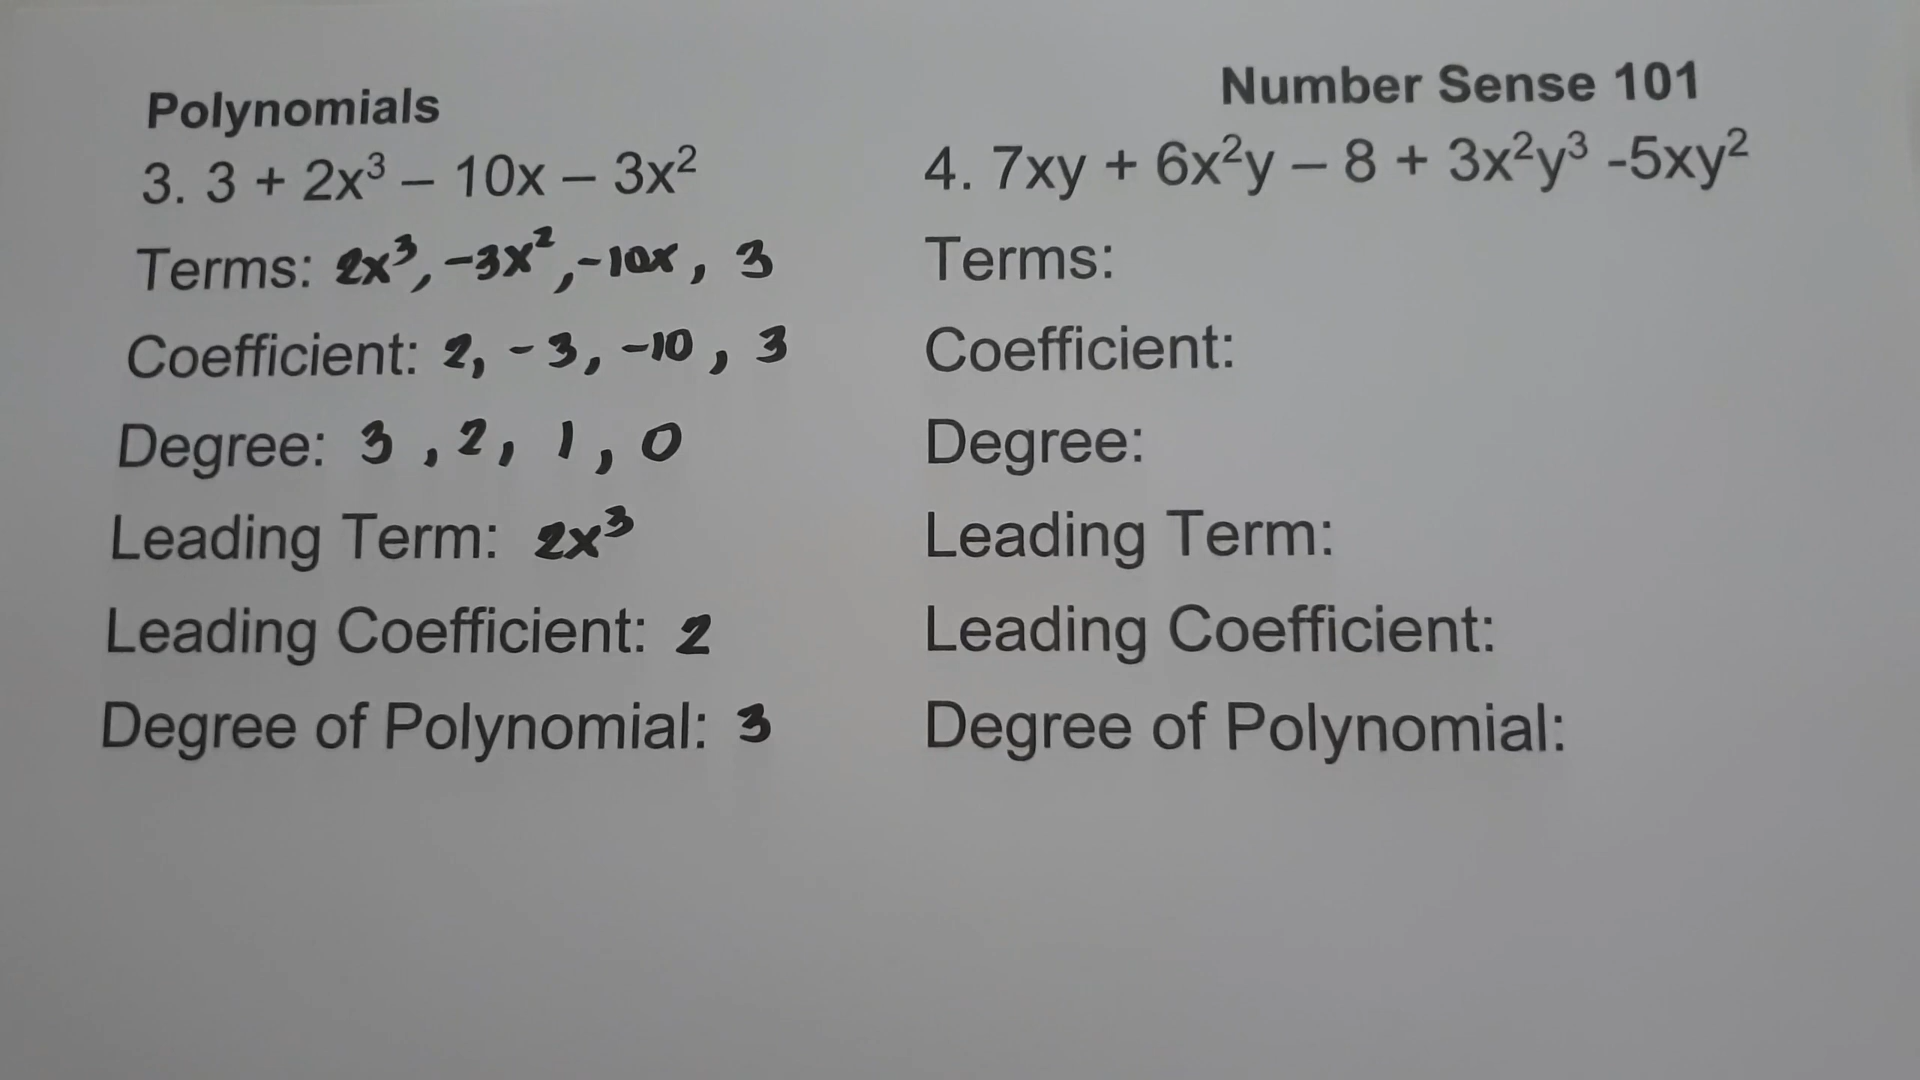 Polynomials
3. 3 + 2x³ – 10x – 3x²
Terms: 2x³, -3x², -10x, 3
Coefficient: 2, -3, -10, 3
Degree: 3, 2, 1, 0
Leading Term: 2x³
Leading Coefficient: 2
Degree of Polynomial: 3
Number Sense 101
4. 7xy + 6x²y – 8 + 3x²y³ -5xy²
Terms:
Coefficient:
Degree:
Leading Term:
Leading Coefficient:
Degree of Polynomial: